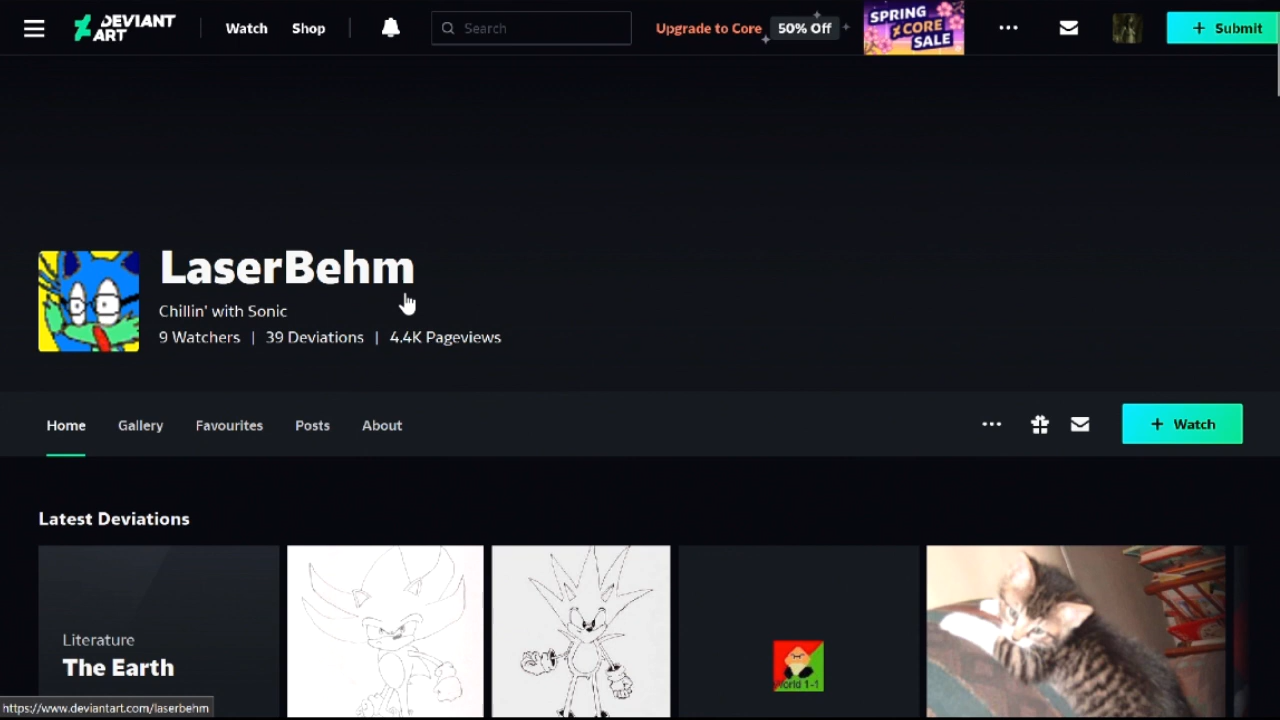 DEVIANT
ART
Watch
Shop
Search
Upgrade to Core
50% Off
SPRING
CORE
SALE
+ Submit
LaserBehm
Chillin' with Sonic
9 Watchers | 39 Deviations | 4.4K Pageviews
Home
Gallery
Favourites
Posts
About
+ Watch
Latest Deviations
Literature
The Earth
World 1-1
https://www.deviantart.com/laserbehm